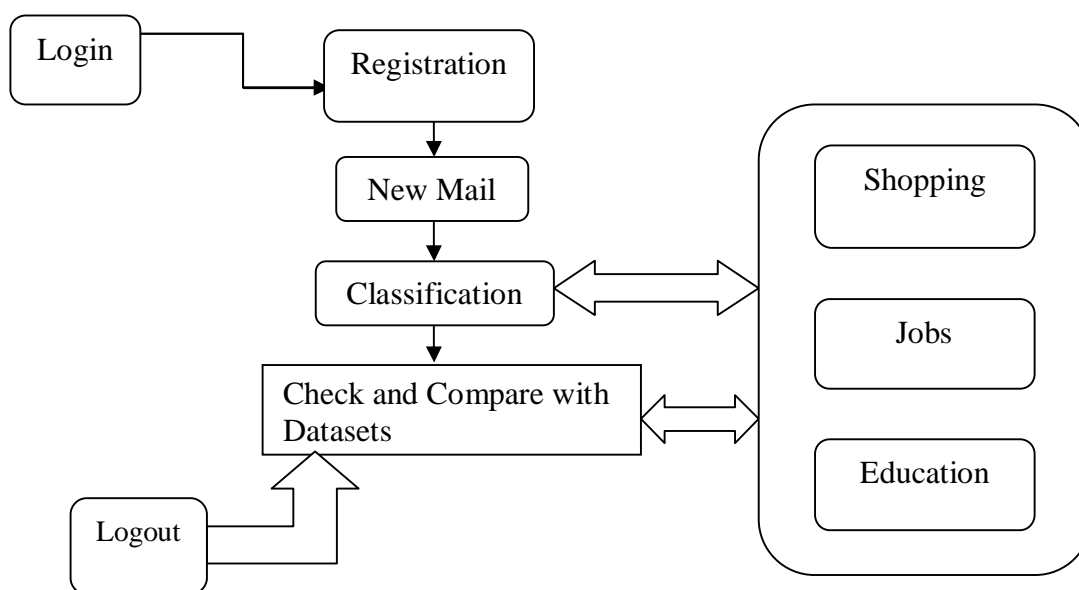 Login
Registration
New Mail
Classification
Check and Compare with
Datasets
Logout
Shopping
Jobs
Education